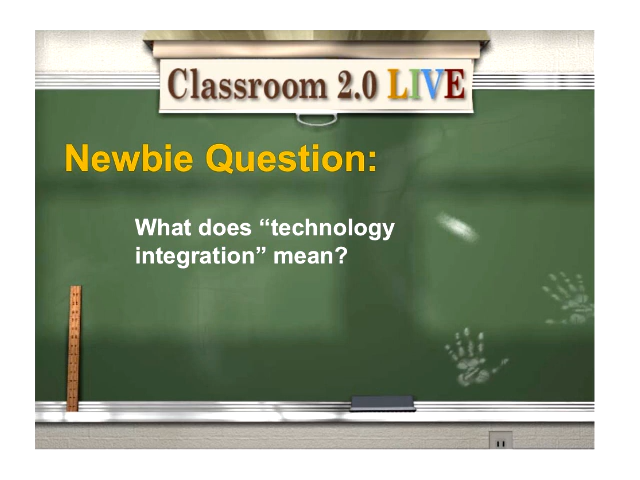 Classroom 2.0 LIVE
Newbie Question:
What does “technology
integration” mean?